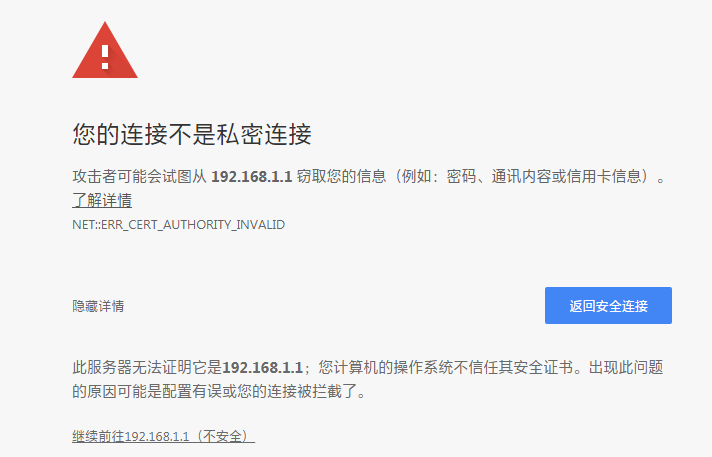 您的连接不是私密连接
攻击者可能会试图从 192.168.1.1 窃取您的信息（例如：密码、通讯内容或信用卡信息）。
了解详情
NET::ERR_CERT_AUTHORITY_INVALID
隐藏详情
返回安全连接
此服务器无法证明它是192.168.1.1；您计算机的操作系统不信任其安全证书。出现此问题
的原因可能是配置有误或您的连接被拦截了。
继续前往192.168.1.1（不安全）